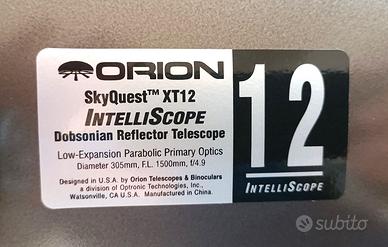 ORION
SkyQuest™ XT12
INTELLISCOPE
Dobsonian Reflector Telescope
Low-Expansion Parabolic Primary Optics
Diameter 305mm, F.L. 1500mm, f/4.9
Designed in U.S.A. by Orion Telescopes & Binoculars
a division of Optronic Technologies, Inc.,
Watsonville, CA U.S.A. Manufactured in China.
12
INTELLISCOPE
subito